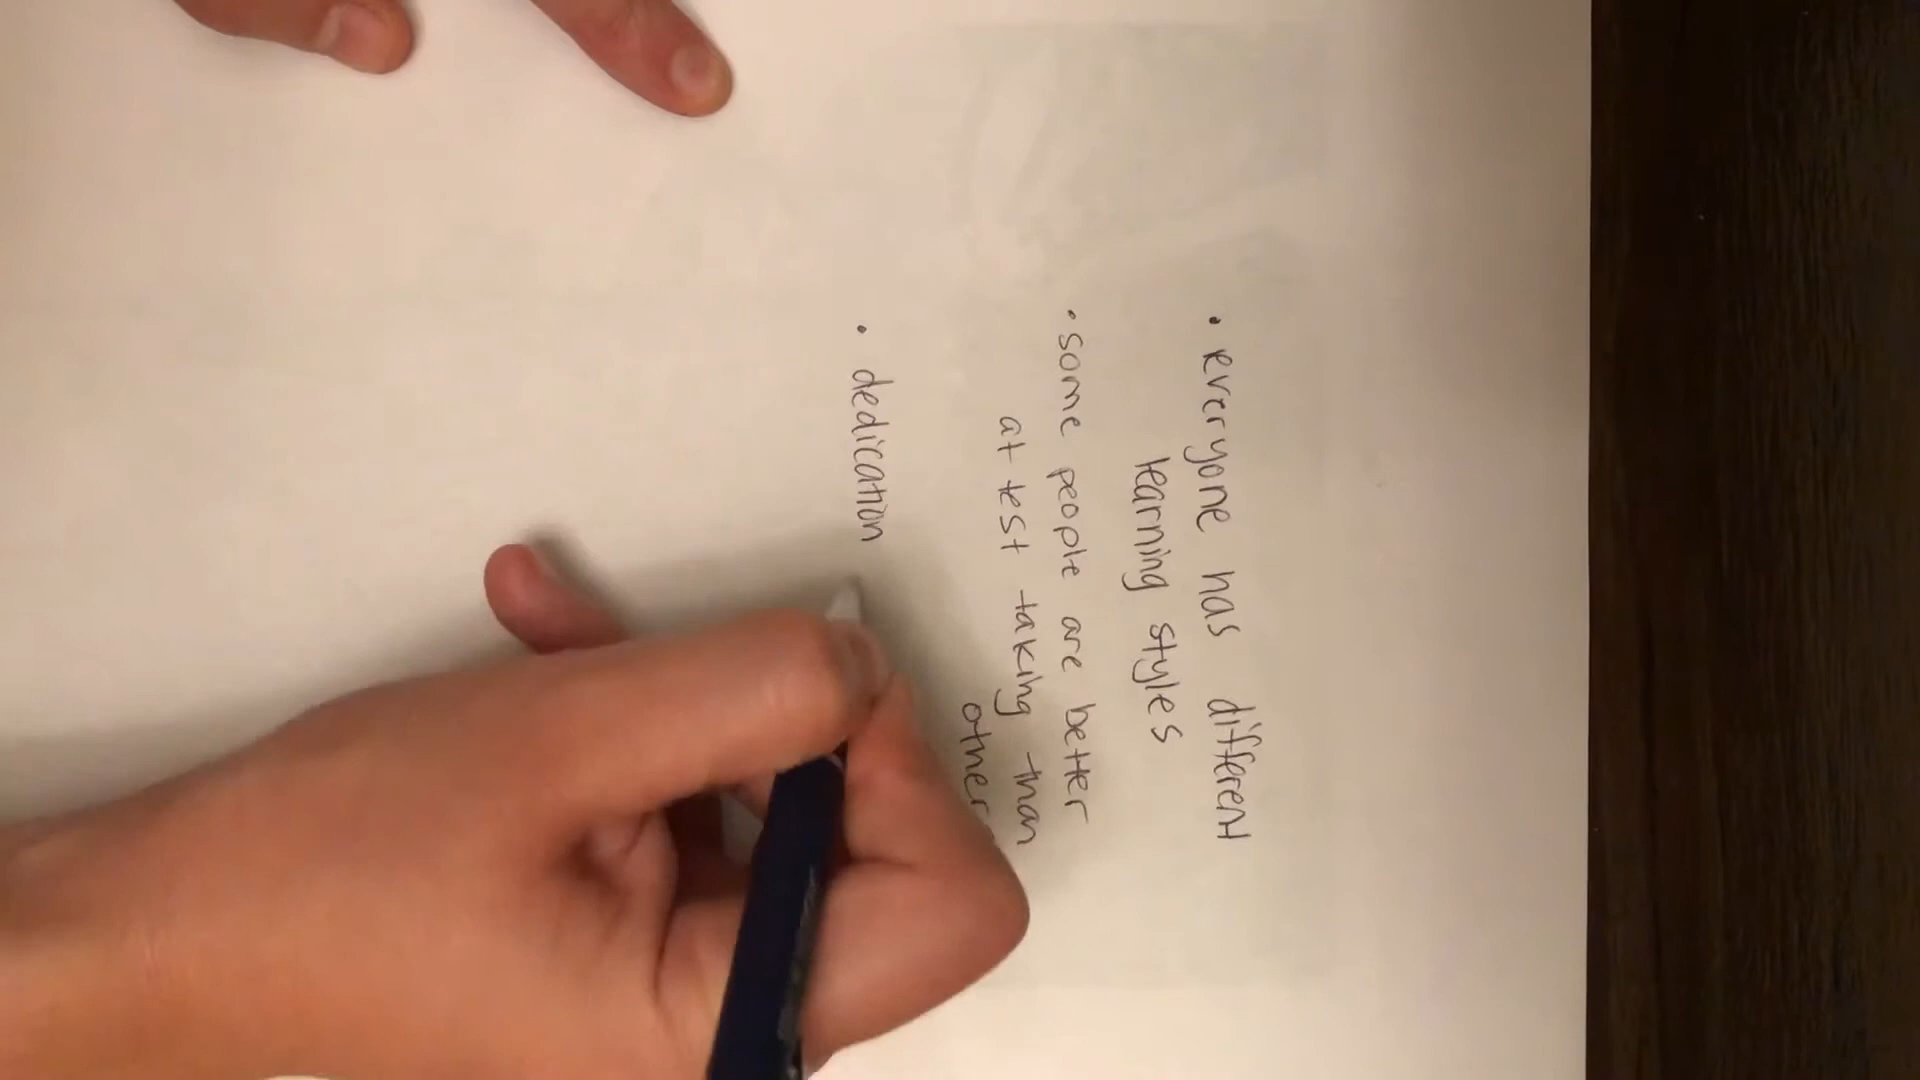 • everyone has different
learning styles
• some people are better
at test taking than
other
• dedication